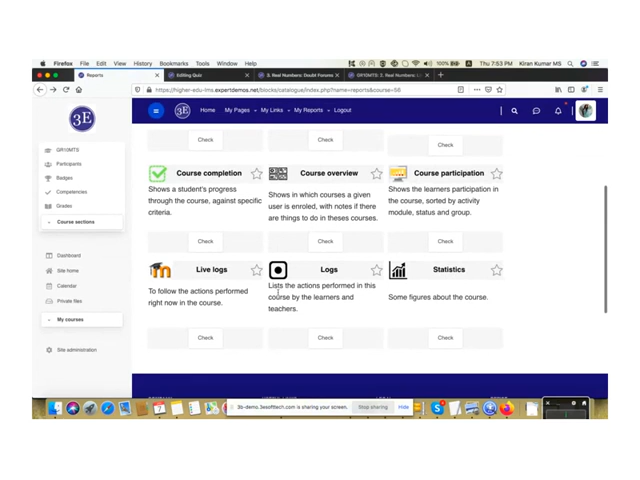 Firefox File Edit View History Bookmarks Tools Window Help 100% Thu 7:53 PM Kiran Kumar MS
Reports Editing Quiz 5. Real Numbers: Doubt Forums GR10MTS: 3. Real Numbers:
https://higher-edu-lms.expertdemos.net/blocks/catalogue/index.php?name=reports&course=56
3E
Home My Pages My Links My Reports Logout
GR10MTS
Participants
Badges
Competencies
Grades
Course sections
Dashboard
Site home
Calendar
Private files
My courses
Site administration
Check Check Check
Course completion
Shows a student's progress
through the course, against specific
criteria.
Check
Course overview
Shows in which courses a given
user is enroled, with notes if there
are things to do in theses courses.
Check
Course participation
Shows the learners participation in
the course, sorted by activity
module, status and group.
Check
Live logs
To follow the actions performed
right now in the course.
Check
Logs
Lists the actions performed in this
course by the learners and
teachers.
Check
Statistics
Some figures about the course.
Check
3b-demo.3esofttech.com is sharing your screen. Stop sharing Hide